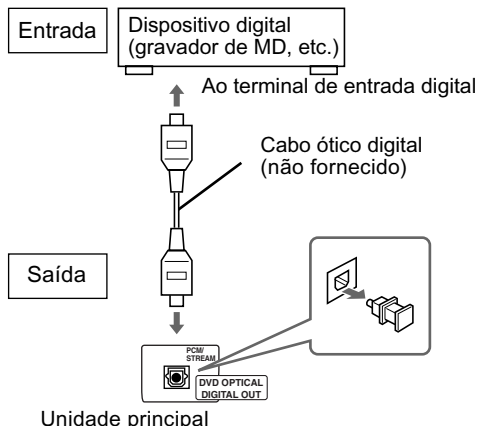 Entrada
Dispositivo digital
(gravador de MD, etc.)
Ao terminal de entrada digital
Cabo ótico digital
(não fornecido)
Saída
PCM/
STREAM
DVD OPTICAL
DIGITAL OUT
Unidade principal